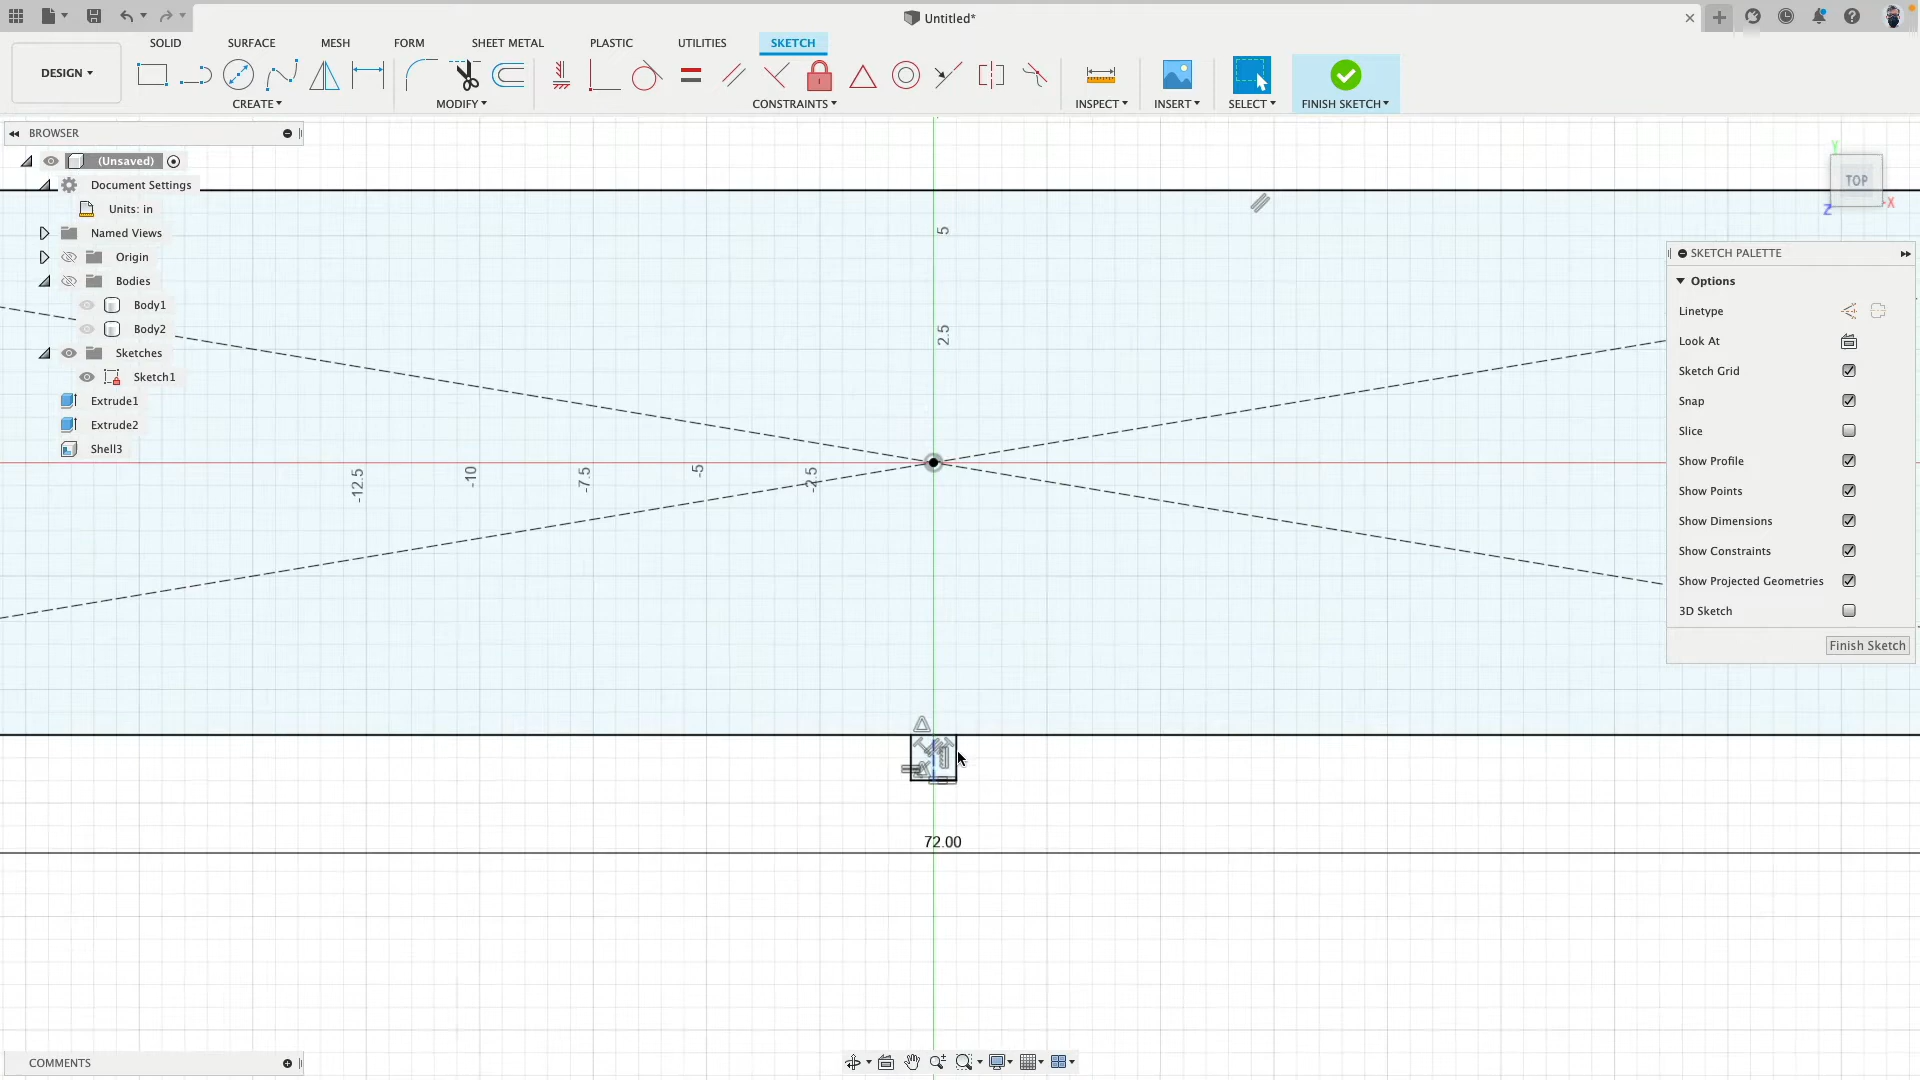 Untitled*
SOLID SURFACE MESH FORM SHEET METAL PLASTIC UTILITIES SKETCH
DESIGN
CREATE MODIFY CONSTRAINTS INSPECT INSERT SELECT FINISH SKETCH
BROWSER
(Unsaved)
Document Settings
Units: in
Named Views
Origin
Bodies
Body1
Body2
Sketches
Sketch1
Extrude1
Extrude2
Shell3
5
2.5
-12.5 -10 -7.5 -5 -2.5
72.00
Y
TOP
X
Z
SKETCH PALETTE
Options
Linetype
Look At
Sketch Grid
Snap
Slice
Show Profile
Show Points
Show Dimensions
Show Constraints
Show Projected Geometries
3D Sketch
Finish Sketch
COMMENTS